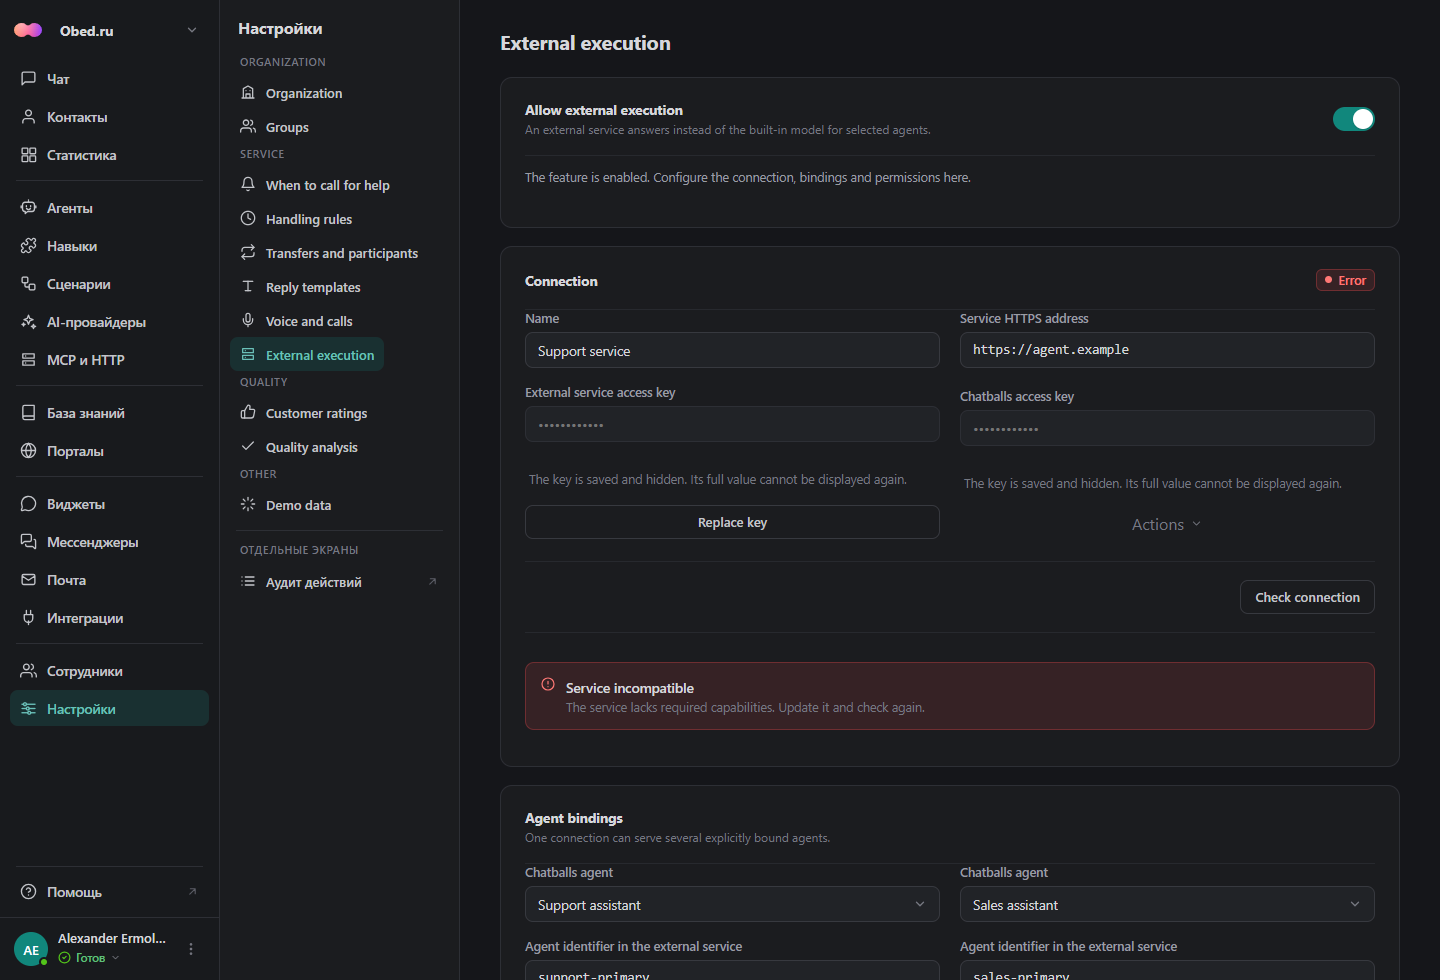 Obed.ru
Чат
Контакты
Статистика
Агенты
Навыки
Сценарии
AI-провайдеры
MCP и HTTP
База знаний
Порталы
Виджеты
Мессенджеры
Почта
Интеграции
Сотрудники
Настройки
Помощь
AE
Alexander Ermol...
Готов
Настройки
ORGANIZATION
Organization
Groups
SERVICE
When to call for help
Handling rules
Transfers and participants
Reply templates
Voice and calls
External execution
QUALITY
Customer ratings
Quality analysis
OTHER
Demo data
ОТДЕЛЬНЫЕ ЭКРАНЫ
Аудит действий
External execution
Allow external execution
An external service answers instead of the built-in model for selected agents.
The feature is enabled. Configure the connection, bindings and permissions here.
Connection
Error
Name
Support service
Service HTTPS address
https://agent.example
External service access key
••••••••••••
The key is saved and hidden. Its full value cannot be displayed again.
Replace key
Chatballs access key
••••••••••••
The key is saved and hidden. Its full value cannot be displayed again.
Actions
Check connection
Service incompatible
The service lacks required capabilities. Update it and check again.
Agent bindings
One connection can serve several explicitly bound agents.
Chatballs agent
Support assistant
Agent identifier in the external service
support-primary
Chatballs agent
Sales assistant
Agent identifier in the external service
sales-primary